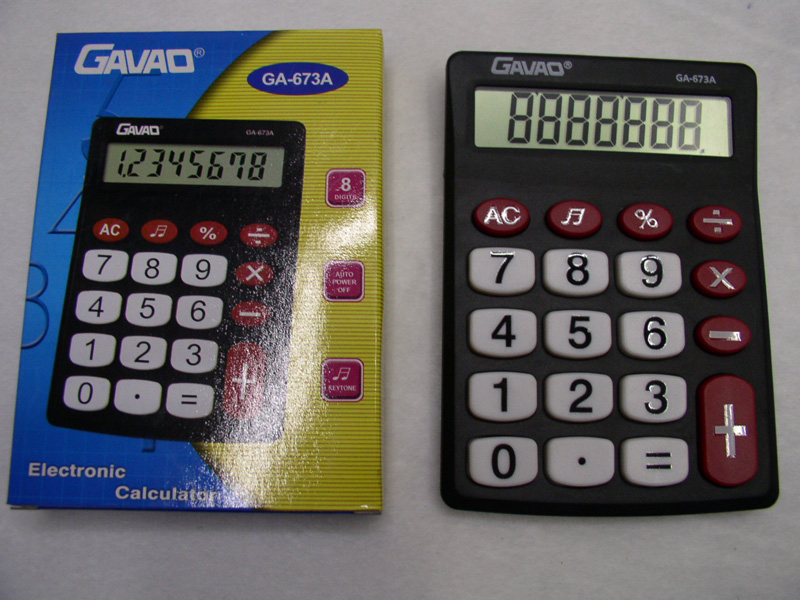 GAVAO®
GA-673A
GAVAO
GA-673A
1.2345678
AC % ÷
7 8 9 ×
4 5 6 −
1 2 3 +
0 · =
8
DIGITS
AUTO
POWER
OFF
KEYTONE
Electronic
Calculator
GAVAO®
GA-673A
8888888.
AC % ÷
7 8 9 ×
4 5 6 −
1 2 3 +
0 · =